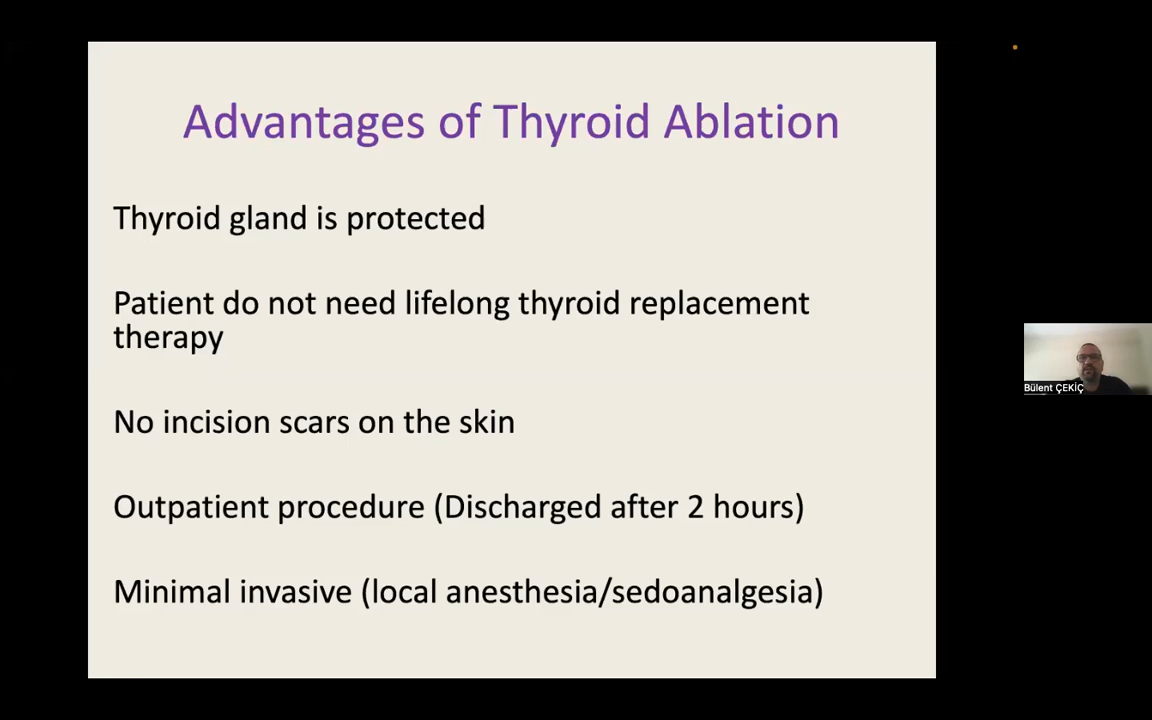 Advantages of Thyroid Ablation
Thyroid gland is protected
Patient do not need lifelong thyroid replacement
therapy
No incision scars on the skin
Outpatient procedure (Discharged after 2 hours)
Minimal invasive (local anesthesia/sedoanalgesia)
Bülent ÇEKİÇ